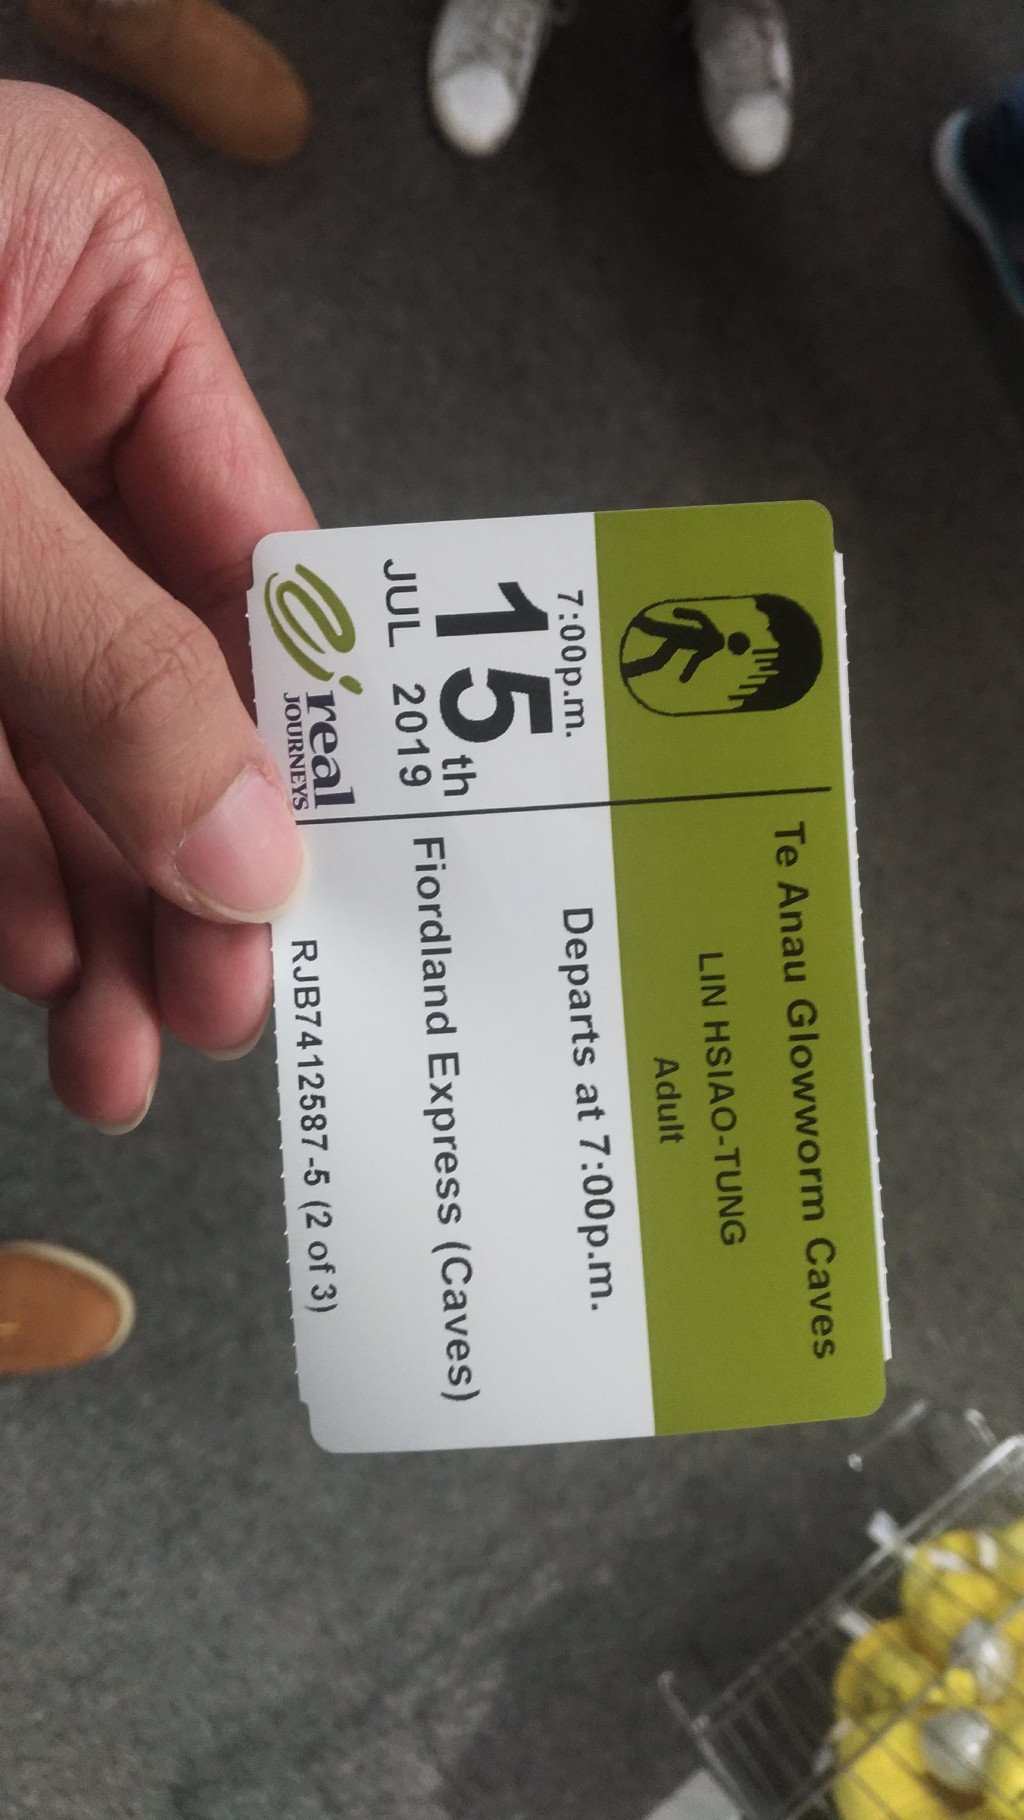 7:00p.m.
15th
JUL 2019
real
JOURNEYS
Te Anau Glowworm Caves
LIN HSIAO-TUNG
Adult
Departs at 7:00p.m.
Fiordland Express (Caves)
RJB7412587-5 (2 of 3)